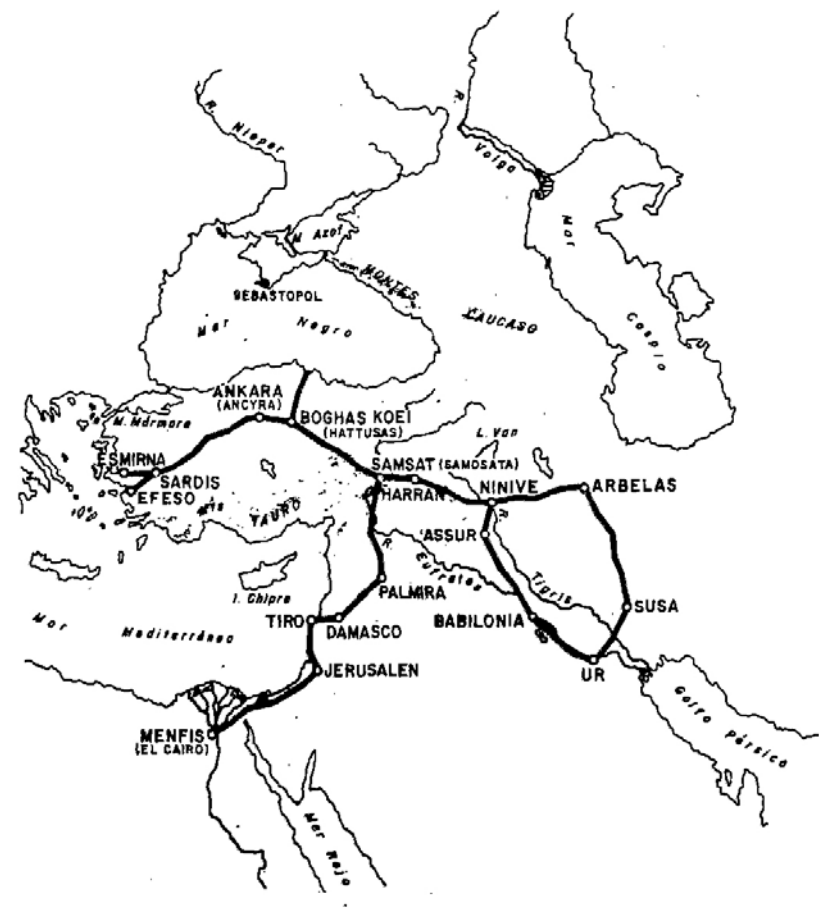 R. Nieper
R.
Volga
M. Azof
MONTES
Mar
Caspio
SEBASTOPOL
Mar Negro
CAUCASO
ANKARA
(ANCYRA)
M. Mármara
BOGHAS KOEI
(HATTUSAS)
L. Van
ESMIRNA
SAMSAT (SAMOSATA)
SARDIS
HARRAN
NINIVE
ARBELAS
EFESO
TAURO
R.
ASSUR
R.
Eufrates
Tigris
I. Chipre
PALMIRA
SUSA
Mar Mediterráneo
TIRO
DAMASCO
BABILONIA
JERUSALEN
UR
MENFIS
(EL CAIRO)
Golfo Pérsico
Mar Rojo